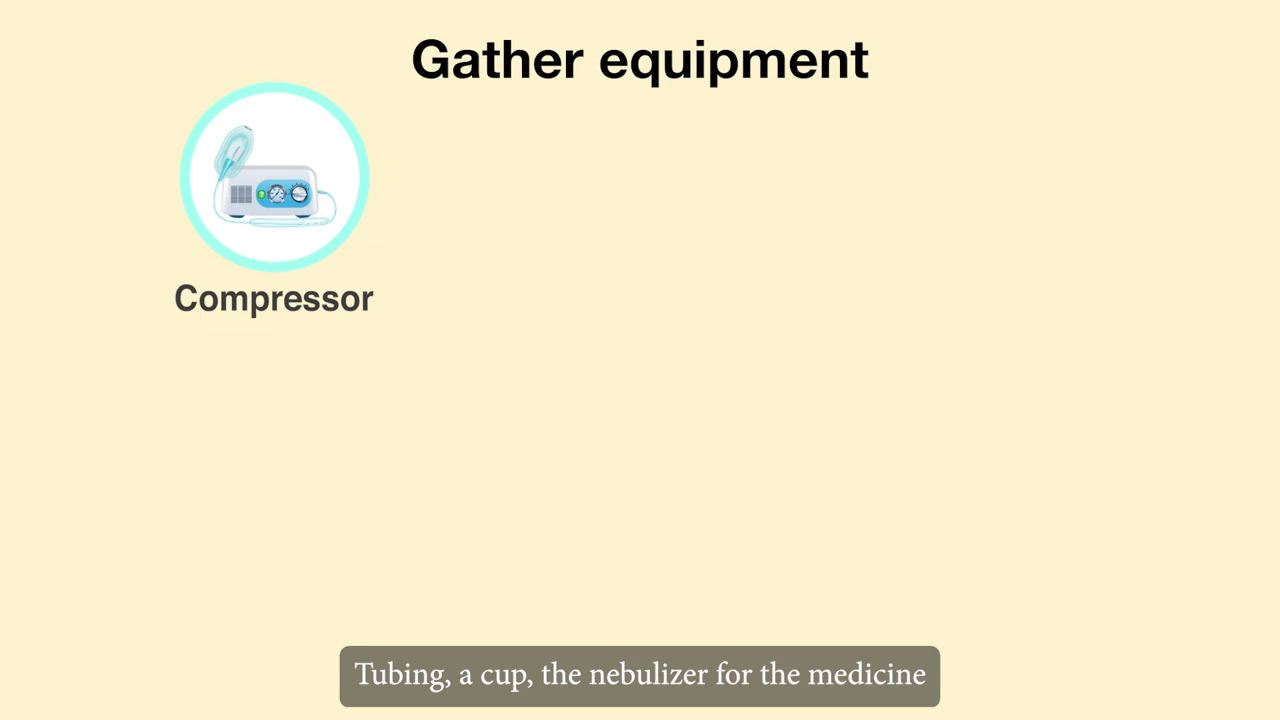 Gather equipment
Compressor
Tubing, a cup, the nebulizer for the medicine